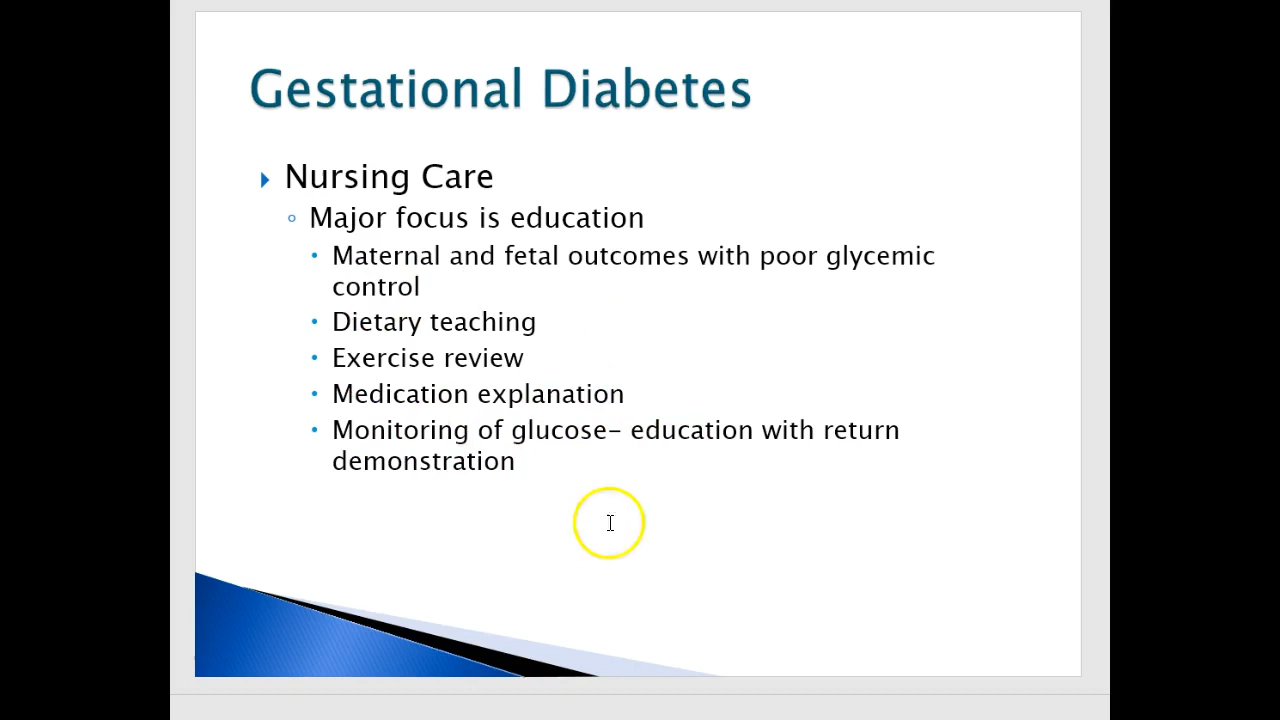 Gestational Diabetes
Nursing Care
Major focus is education
Maternal and fetal outcomes with poor glycemic
control
Dietary teaching
Exercise review
Medication explanation
Monitoring of glucose- education with return
demonstration